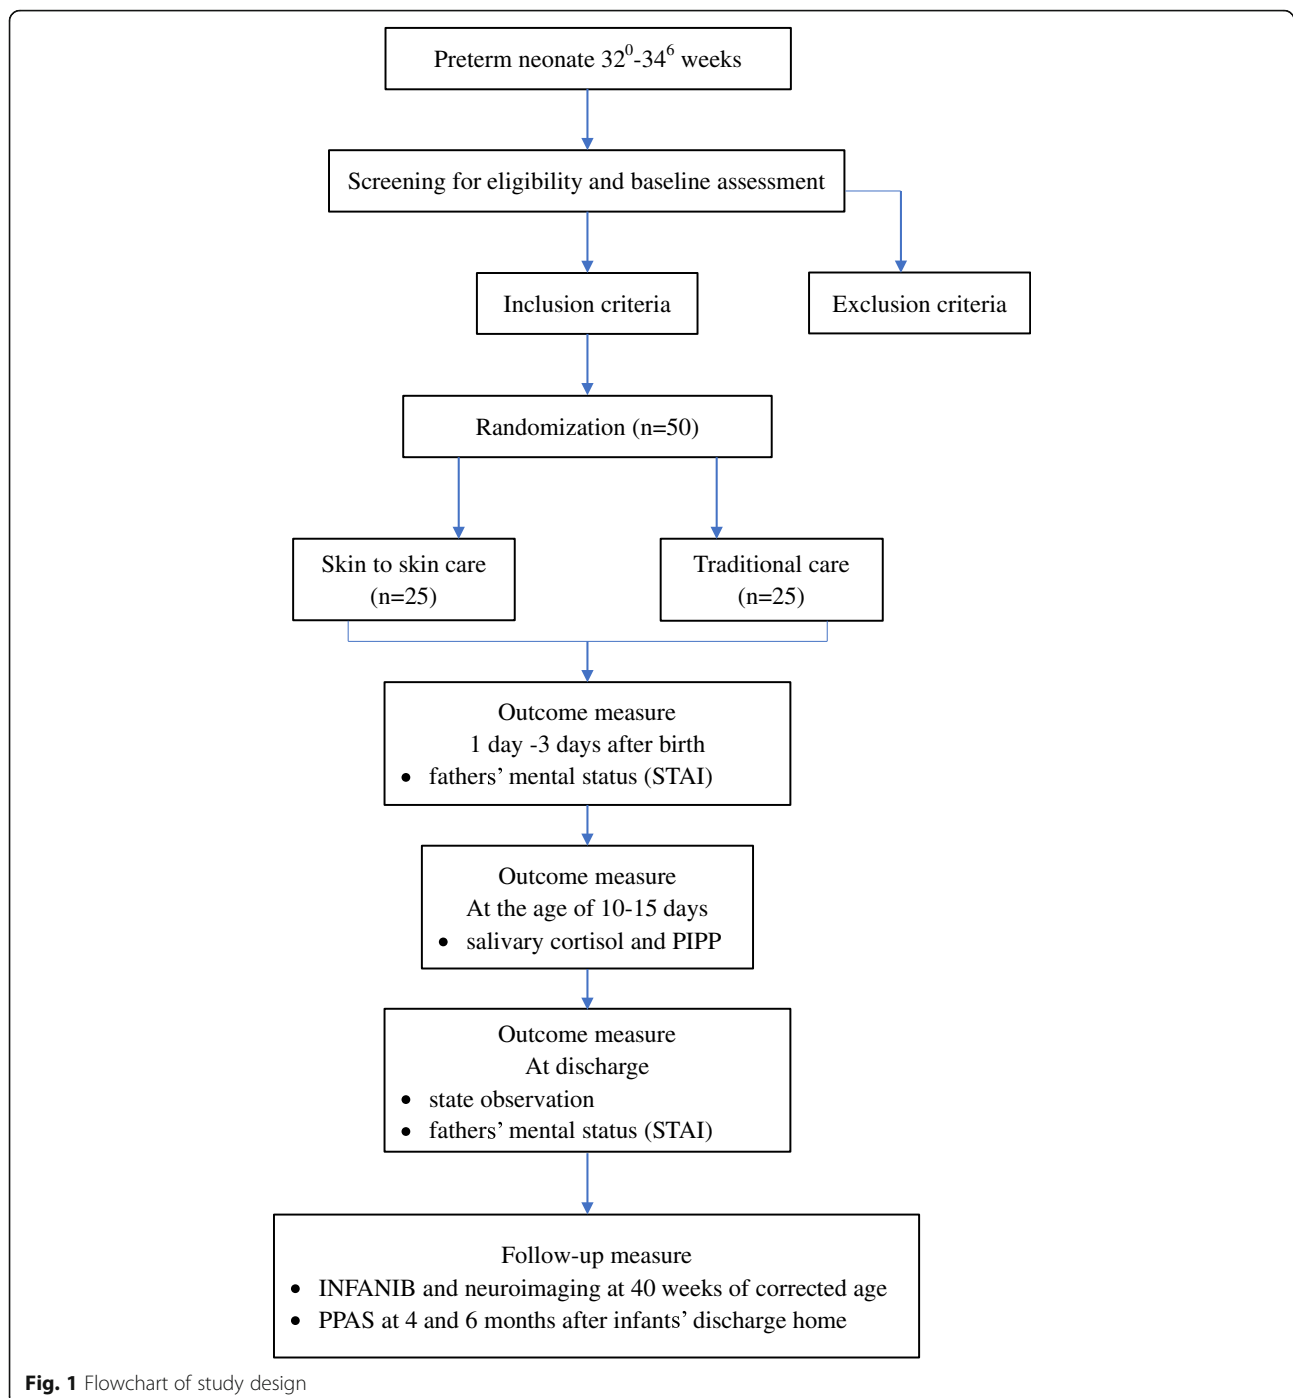 Preterm neonate 32⁰-34⁶ weeks
Screening for eligibility and baseline assessment
Inclusion criteria
Exclusion criteria
Randomization (n=50)
Skin to skin care
(n=25)
Traditional care
(n=25)
Outcome measure
1 day -3 days after birth
• fathers’ mental status (STAI)
Outcome measure
At the age of 10-15 days
• salivary cortisol and PIPP
Outcome measure
At discharge
• state observation
• fathers’ mental status (STAI)
Follow-up measure
• INFANIB and neuroimaging at 40 weeks of corrected age
• PPAS at 4 and 6 months after infants’ discharge home
Fig. 1 Flowchart of study design